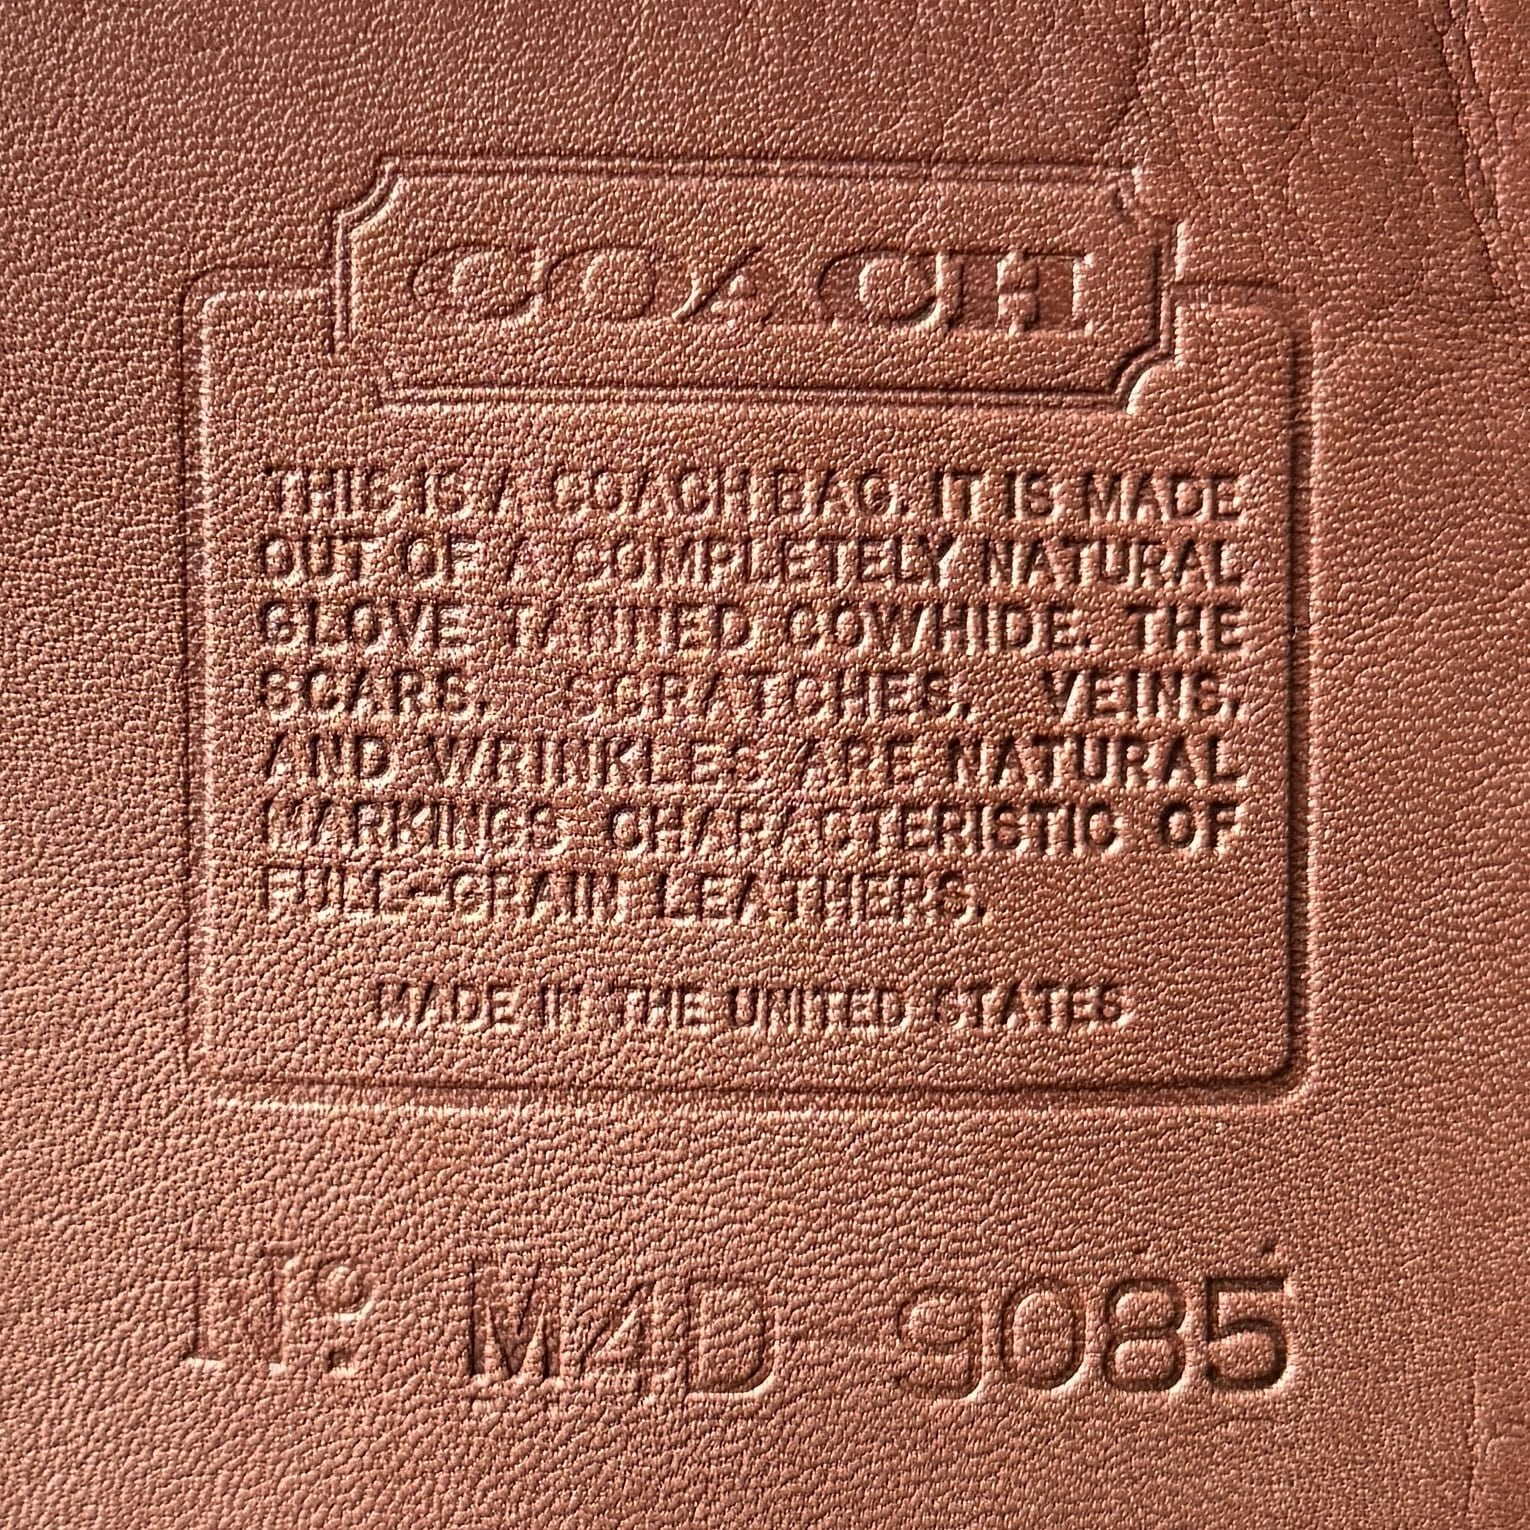 COACH
THIS IS A COACH BAG. IT IS MADE
OUT OF A COMPLETELY NATURAL
GLOVE TANNED COWHIDE. THE
SCARS, SCRATCHES, VEINS,
AND WRINKLES ARE NATURAL
MARKINGS CHARACTERISTIC OF
FULL-GRAIN LEATHERS.
MADE IN THE UNITED STATES
Nº M4D 9085